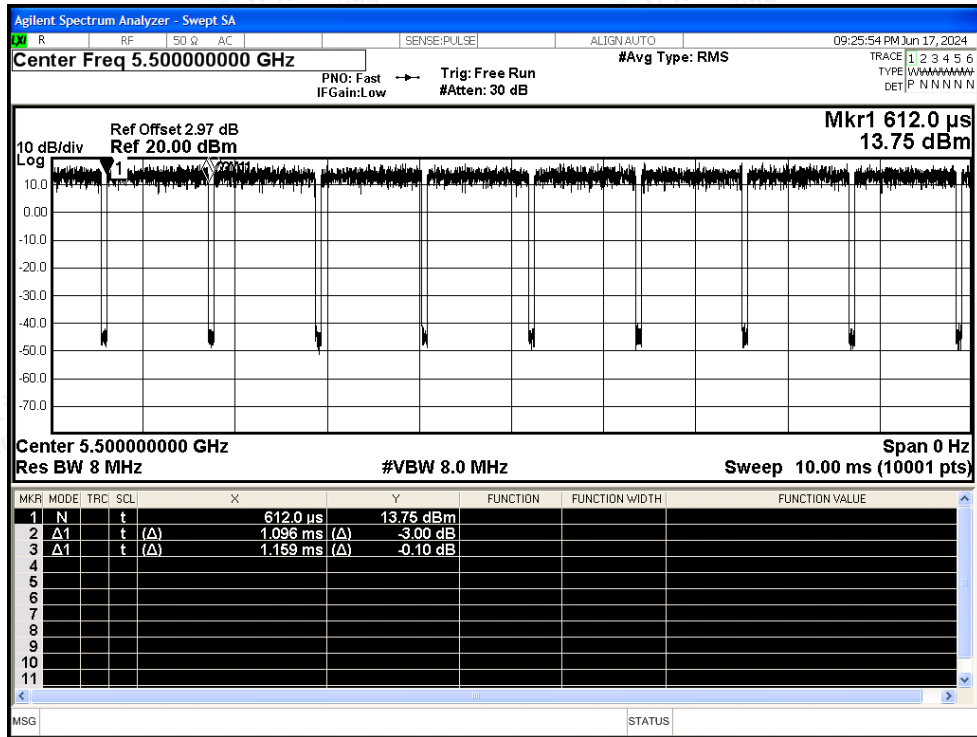 Agilent Spectrum Analyzer - Swept SA
LXI R RF 50 Ω AC SENSE:PULSE ALIGN AUTO 09:25:54 PM Jun 17, 2024
Center Freq 5.500000000 GHz #Avg Type: RMS TRACE 1 2 3 4 5 6
PNO: Fast Trig: Free Run TYPE
IFGain:Low #Atten: 30 dB DET P N N N N N
Mkr1 612.0 µs
Ref Offset 2.97 dB
10 dB/div Ref 20.00 dBm 13.75 dBm
Log
1
10.0
0.00
-10.0
-20.0
-30.0
-40.0
-50.0
-60.0
-70.0
Center 5.500000000 GHz Span 0 Hz
Res BW 8 MHz #VBW 8.0 MHz Sweep 10.00 ms (10001 pts)
MKR MODE TRC SCL X Y FUNCTION FUNCTION WIDTH FUNCTION VALUE
1 N t 612.0 µs 13.75 dBm
2 Δ1 t (Δ) 1.096 ms (Δ) -3.00 dB
3 Δ1 t (Δ) 1.159 ms (Δ) -0.10 dB
4
5
6
7
8
9
10
11
MSG STATUS